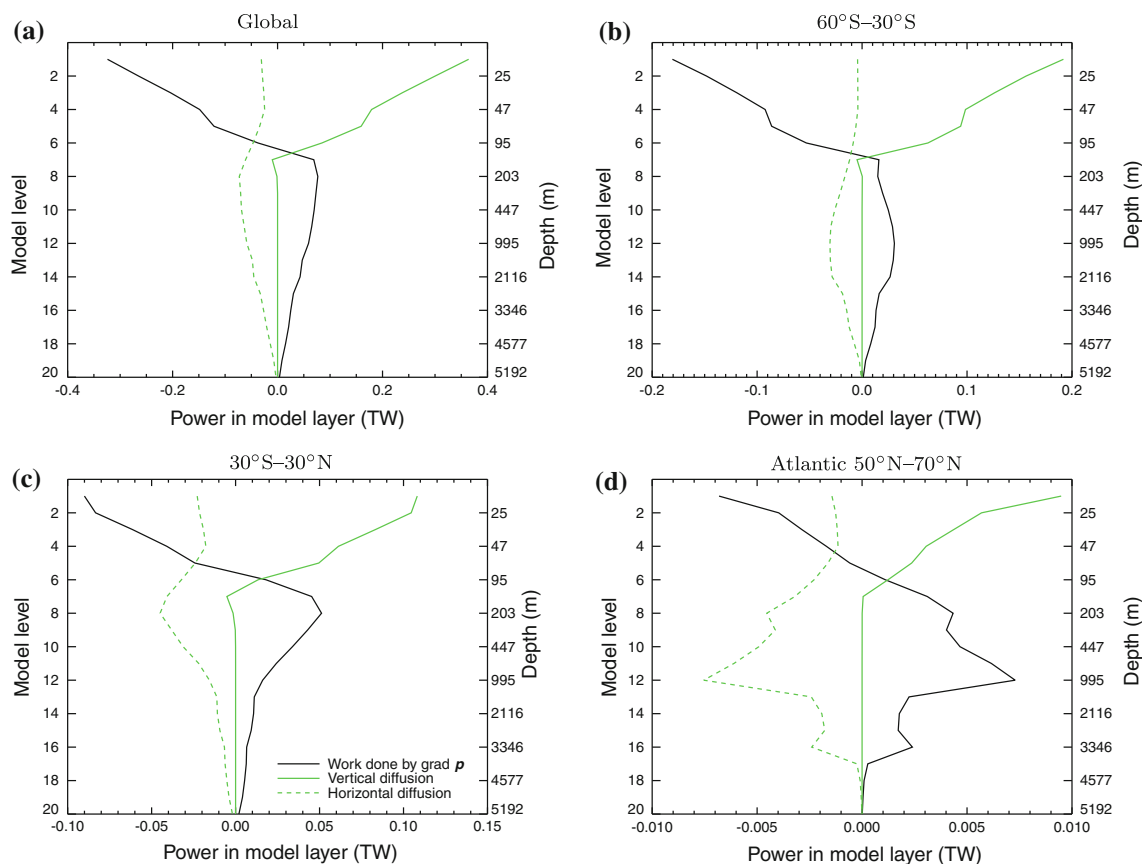 (a)
Global
Model level
2
4
6
8
10
12
14
16
18
20
25
47
95
203
447
995
2116
3346
4577
5192
Depth (m)
-0.4 -0.2 0.0 0.2 0.4
Power in model layer (TW)
(b)
60°S–30°S
Model level
2
4
6
8
10
12
14
16
18
20
25
47
95
203
447
995
2116
3346
4577
5192
Depth (m)
-0.2 -0.1 0.0 0.1 0.2
Power in model layer (TW)
(c)
30°S–30°N
Model level
2
4
6
8
10
12
14
16
18
20
25
47
95
203
447
995
2116
3346
4577
5192
Depth (m)
Work done by grad p
Vertical diffusion
Horizontal diffusion
-0.10 -0.05 0.00 0.05 0.10 0.15
Power in model layer (TW)
(d)
Atlantic 50°N–70°N
Model level
2
4
6
8
10
12
14
16
18
20
25
47
95
203
447
995
2116
3346
4577
5192
Depth (m)
-0.010 -0.005 0.000 0.005 0.010
Power in model layer (TW)